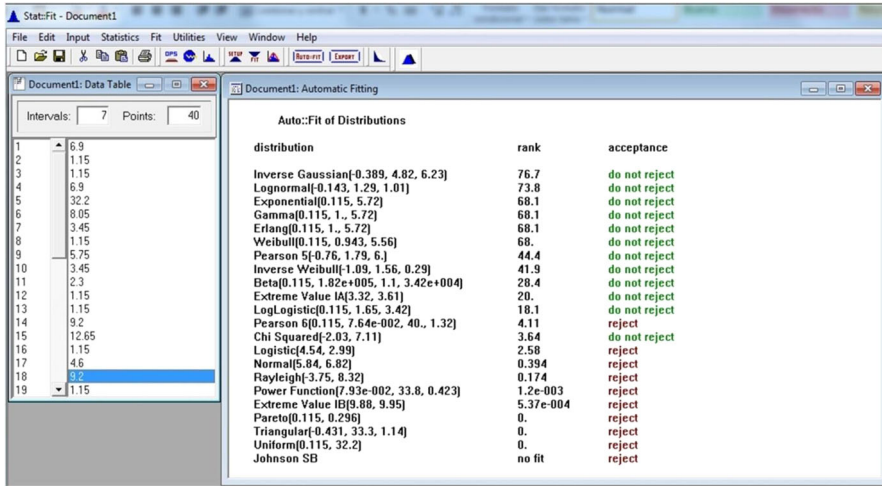 Stat::Fit - Document1
File Edit Input Statistics Fit Utilities View Window Help
DPS SETUP FIT AUTO::FIT EXPORT
Document1: Data Table
Intervals: 7 Points: 40
1 6.9
2 1.15
3 1.15
4 6.9
5 32.2
6 8.05
7 3.45
8 1.15
9 5.75
10 3.45
11 2.3
12 1.15
13 1.15
14 9.2
15 12.65
16 1.15
17 4.6
18 9.2
19 1.15
Document1: Automatic Fitting
Auto::Fit of Distributions
distribution rank acceptance
Inverse Gaussian(-0.389, 4.82, 6.23) 76.7 do not reject
Lognormal(-0.143, 1.29, 1.01) 73.8 do not reject
Exponential(0.115, 5.72) 68.1 do not reject
Gamma(0.115, 1., 5.72) 68.1 do not reject
Erlang(0.115, 1., 5.72) 68.1 do not reject
Weibull(0.115, 0.943, 5.56) 68. do not reject
Pearson 5(-0.76, 1.79, 6.) 44.4 do not reject
Inverse Weibull(-1.09, 1.56, 0.29) 41.9 do not reject
Beta(0.115, 1.82e+005, 1.1, 3.42e+004) 28.4 do not reject
Extreme Value IA(3.32, 3.61) 20. do not reject
LogLogistic(0.115, 1.65, 3.42) 18.1 do not reject
Pearson 6(0.115, 7.64e-002, 40., 1.32) 4.11 reject
Chi Squared(-2.03, 7.11) 3.64 do not reject
Logistic(4.54, 2.99) 2.58 reject
Normal(5.84, 6.82) 0.394 reject
Rayleigh(-3.75, 8.32) 0.174 reject
Power Function(7.93e-002, 33.8, 0.423) 1.2e-003 reject
Extreme Value IB(9.88, 9.95) 5.37e-004 reject
Pareto(0.115, 0.296) 0. reject
Triangular(-0.431, 33.3, 1.14) 0. reject
Uniform(0.115, 32.2) 0. reject
Johnson SB no fit reject